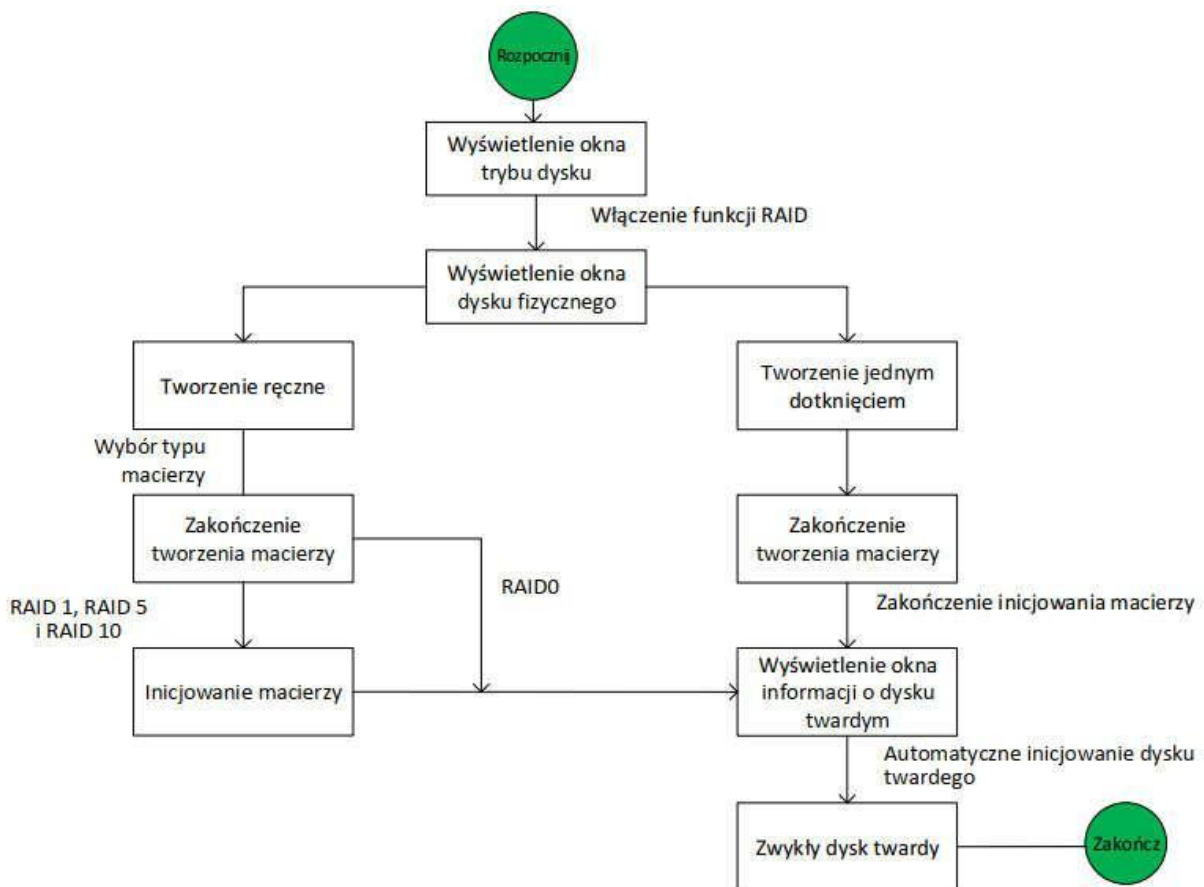 Rozpocznij
Wyświetlenie okna
trybu dysku
Włączenie funkcji RAID
Wyświetlenie okna
dysku fizycznego
Tworzenie ręczne
Tworzenie jednym
dotknięciem
Wybór typu
macierzy
Zakończenie
tworzenia macierzy
Zakończenie
tworzenia macierzy
RAID0
RAID 1, RAID 5
i RAID 10
Zakończenie inicjowania macierzy
Inicjowanie macierzy
Wyświetlenie okna
informacji o dysku
twardym
Automatyczne inicjowanie dysku
twardego
Zwykły dysk twardy
Zakończ